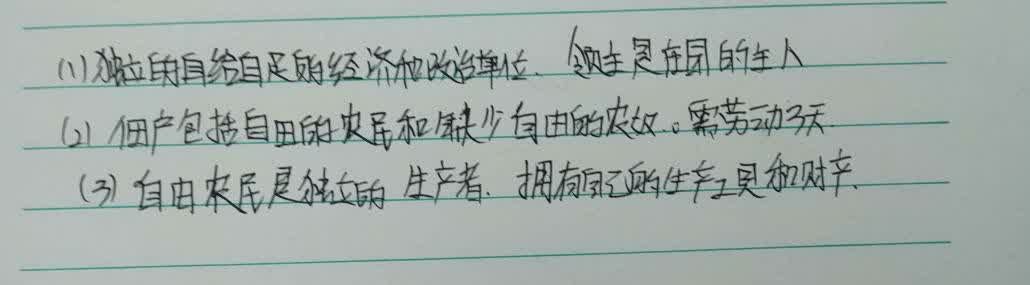 (1)独立的自给自足的经济和政治单位、领主是庄园的主人
(2)佃户包括自由的农民和缺少自由的农奴。需劳动3天.
(3)自由农民是独立的生产者.拥有自己的生产工具和财产.